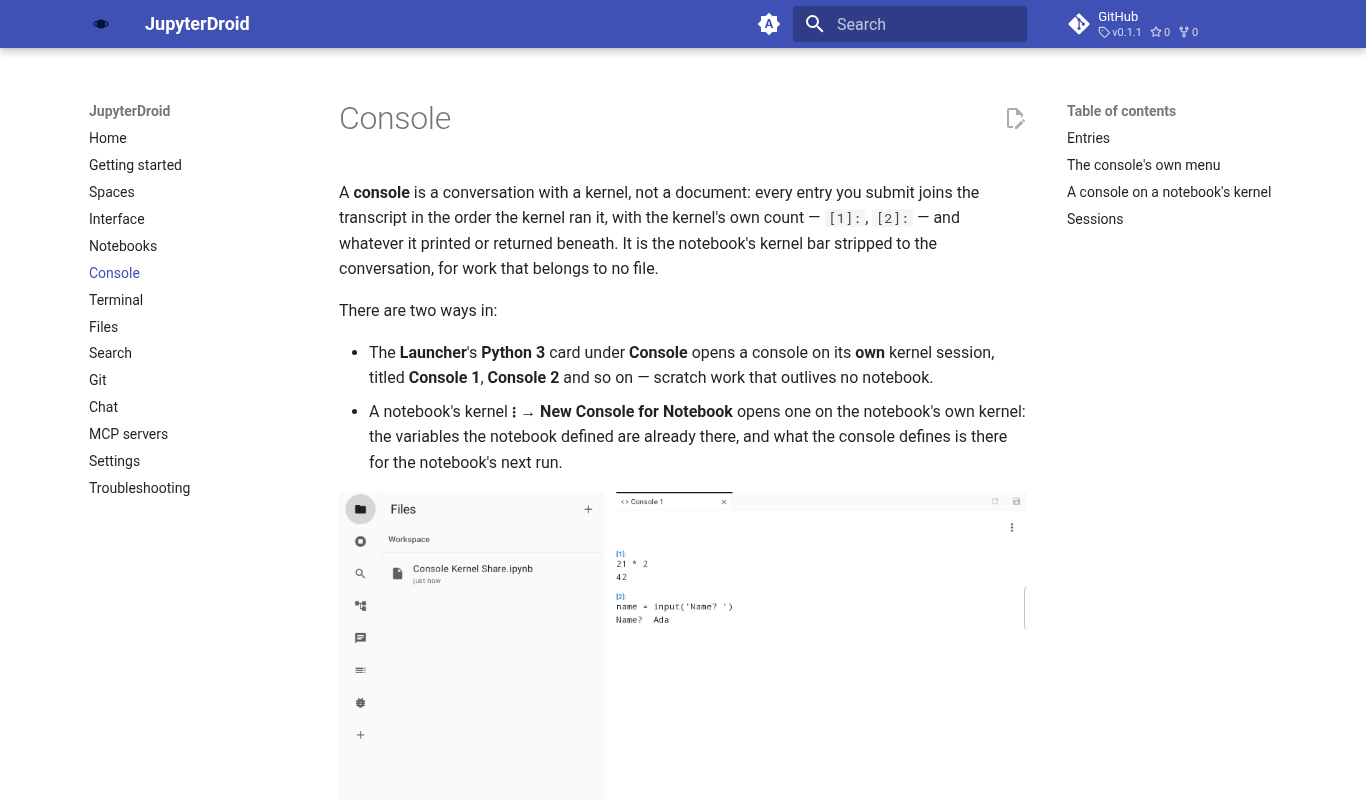 JupyterDroid
Search
GitHub
v0.1.1 0 0
JupyterDroid
Home
Getting started
Spaces
Interface
Notebooks
Console
Terminal
Files
Search
Git
Chat
MCP servers
Settings
Troubleshooting
Console
A console is a conversation with a kernel, not a document: every entry you submit joins the
transcript in the order the kernel ran it, with the kernel's own count — [1]:, [2]: — and
whatever it printed or returned beneath. It is the notebook's kernel bar stripped to the
conversation, for work that belongs to no file.
There are two ways in:
• The Launcher's Python 3 card under Console opens a console on its own kernel session,
titled Console 1, Console 2 and so on — scratch work that outlives no notebook.
• A notebook's kernel ⋮ → New Console for Notebook opens one on the notebook's own kernel:
the variables the notebook defined are already there, and what the console defines is there
for the notebook's next run.
Files +
Workspace
Console Kernel Share.ipynb
just now
<> Console 1 ×
[1]:
21 * 2
42
[2]:
name = input('Name? ')
Name? Ada
Table of contents
Entries
The console's own menu
A console on a notebook's kernel
Sessions